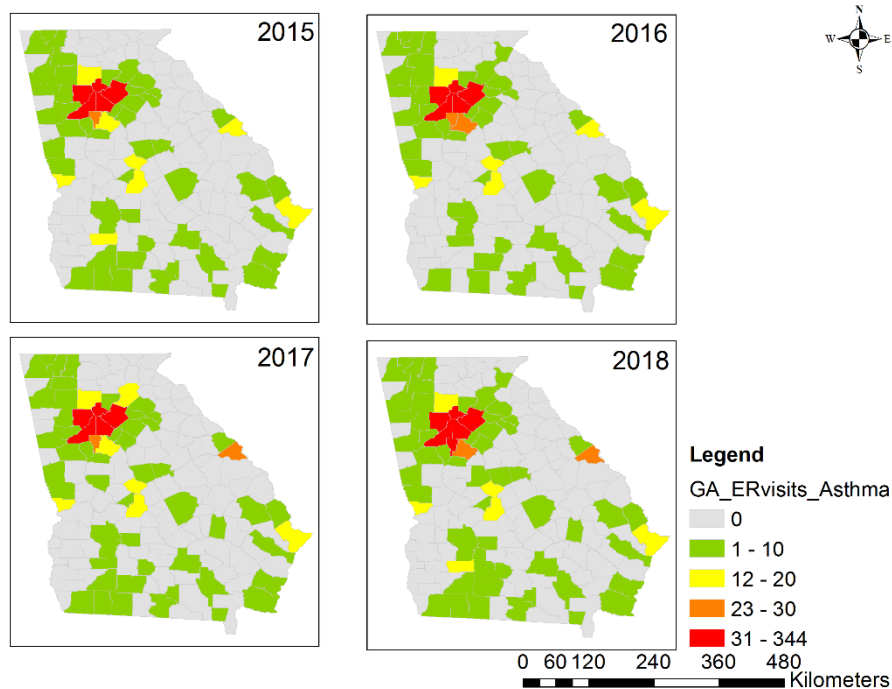 2015
2016
N
W E
S
2017
2018
Legend
GA_ERvisits_Asthma
0
1 - 10
12 - 20
23 - 30
31 - 344
0 60 120 240 360 480
Kilometers